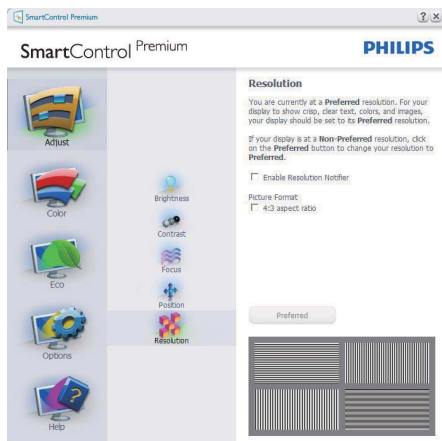 SmartControl Premium
? x
SmartControl Premium
PHILIPS
Adjust
Color
Eco
Options
Help
Brightness
Contrast
Focus
Position
Resolution
Resolution
You are currently at a Preferred resolution. For your
display to show crisp, clear text, colors, and images,
your display should be set to its Preferred resolution.
If your display is at a Non-Preferred resolution, click
on the Preferred button to change your resolution to
Preferred.
Enable Resolution Notifier
Picture Format
4:3 aspect ratio
Preferred